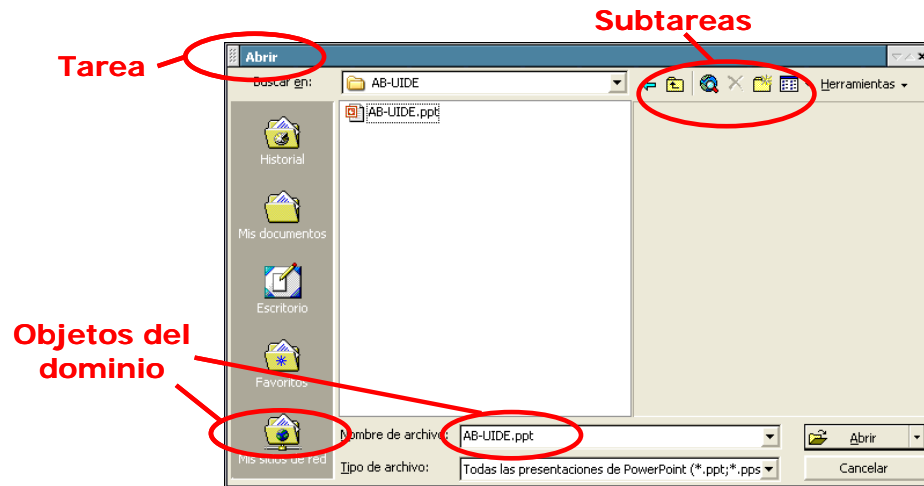 Subtareas
Tarea
Abrir
Buscar en:
AB-UIDE
Herramientas
AB-UIDE.ppt
Historial
Mis documentos
Escritorio
Objetos del
dominio
Favoritos
Mis sitios de red
Nombre de archivo:
AB-UIDE.ppt
Abrir
Tipo de archivo:
Todas las presentaciones de PowerPoint (*.ppt;*.pps
Cancelar